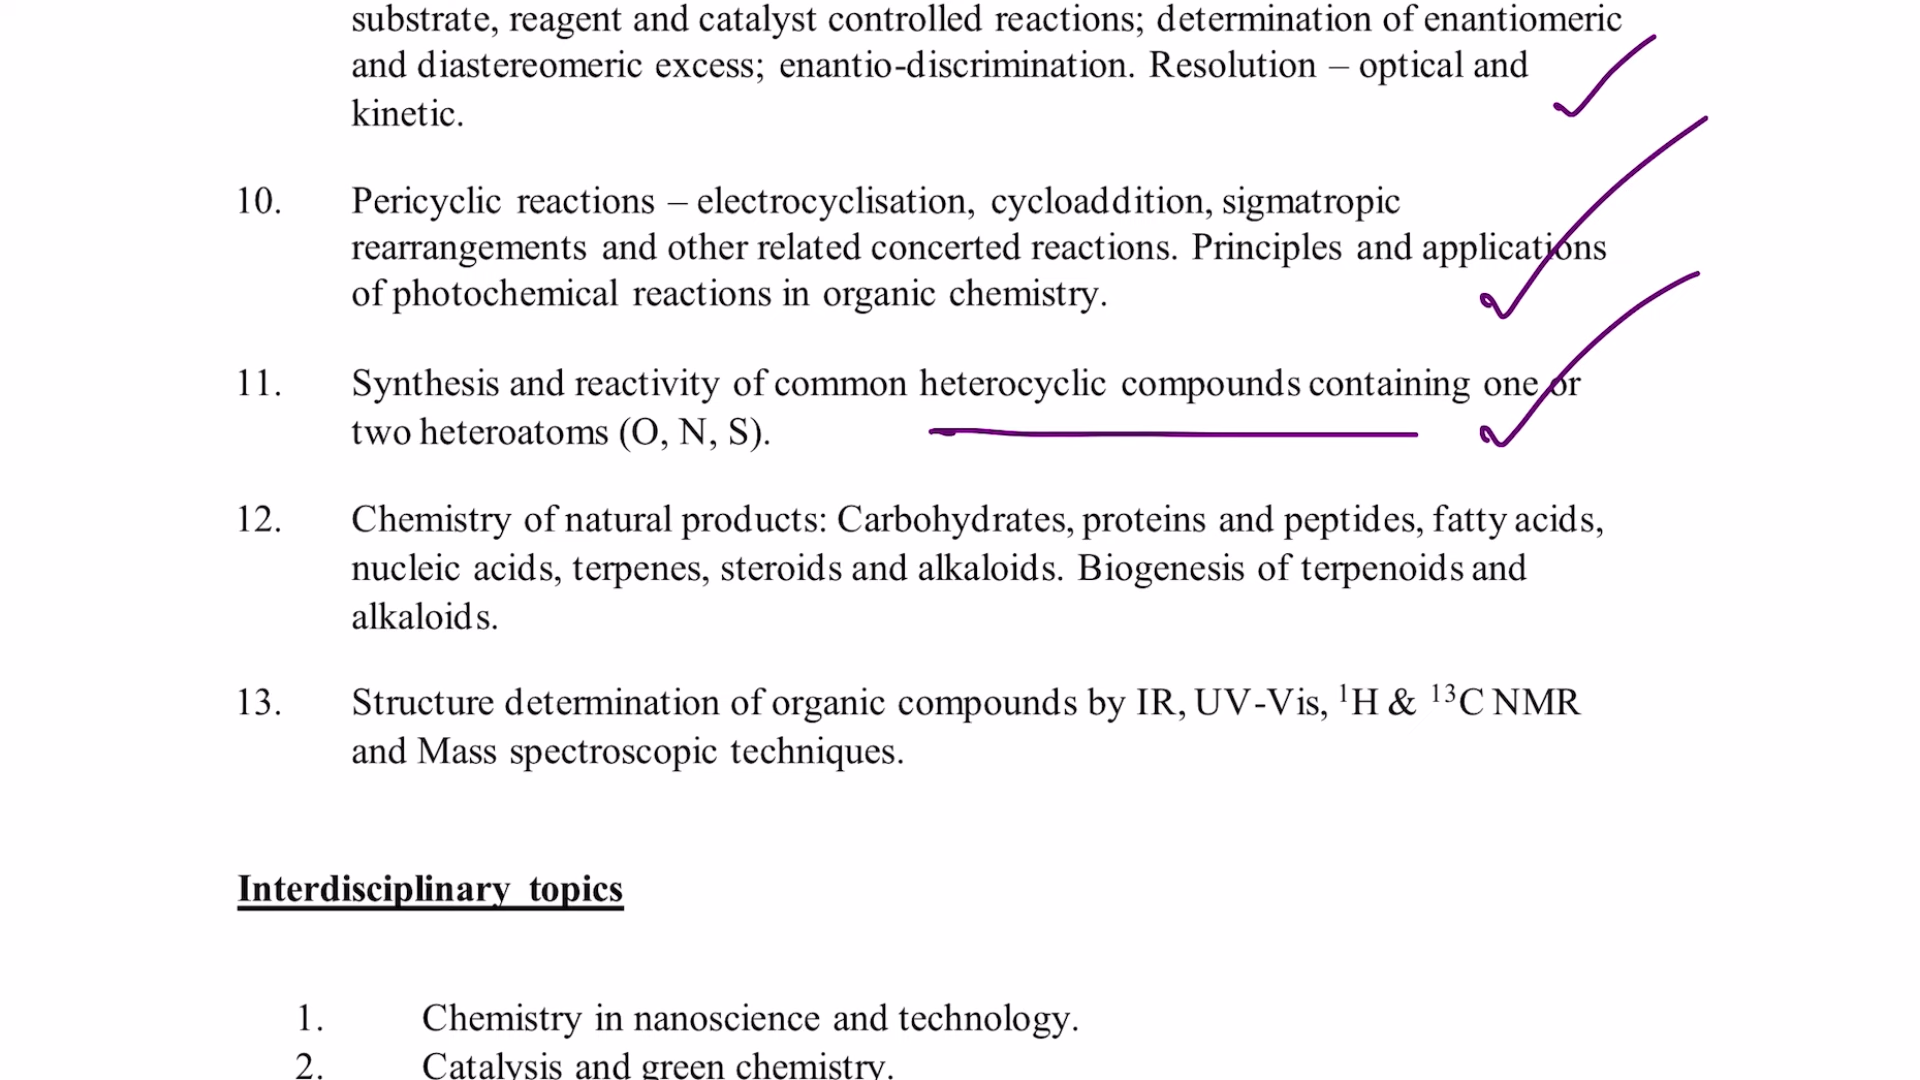 substrate, reagent and catalyst controlled reactions; determination of enantiomeric
and diastereomeric excess; enantio-discrimination. Resolution – optical and
kinetic.
10. Pericyclic reactions – electrocyclisation, cycloaddition, sigmatropic
rearrangements and other related concerted reactions. Principles and applications
of photochemical reactions in organic chemistry.
11. Synthesis and reactivity of common heterocyclic compounds containing one or
two heteroatoms (O, N, S).
12. Chemistry of natural products: Carbohydrates, proteins and peptides, fatty acids,
nucleic acids, terpenes, steroids and alkaloids. Biogenesis of terpenoids and
alkaloids.
13. Structure determination of organic compounds by IR, UV-Vis, ¹H & ¹³C NMR
and Mass spectroscopic techniques.
Interdisciplinary topics
1. Chemistry in nanoscience and technology.
2. Catalysis and green chemistry.